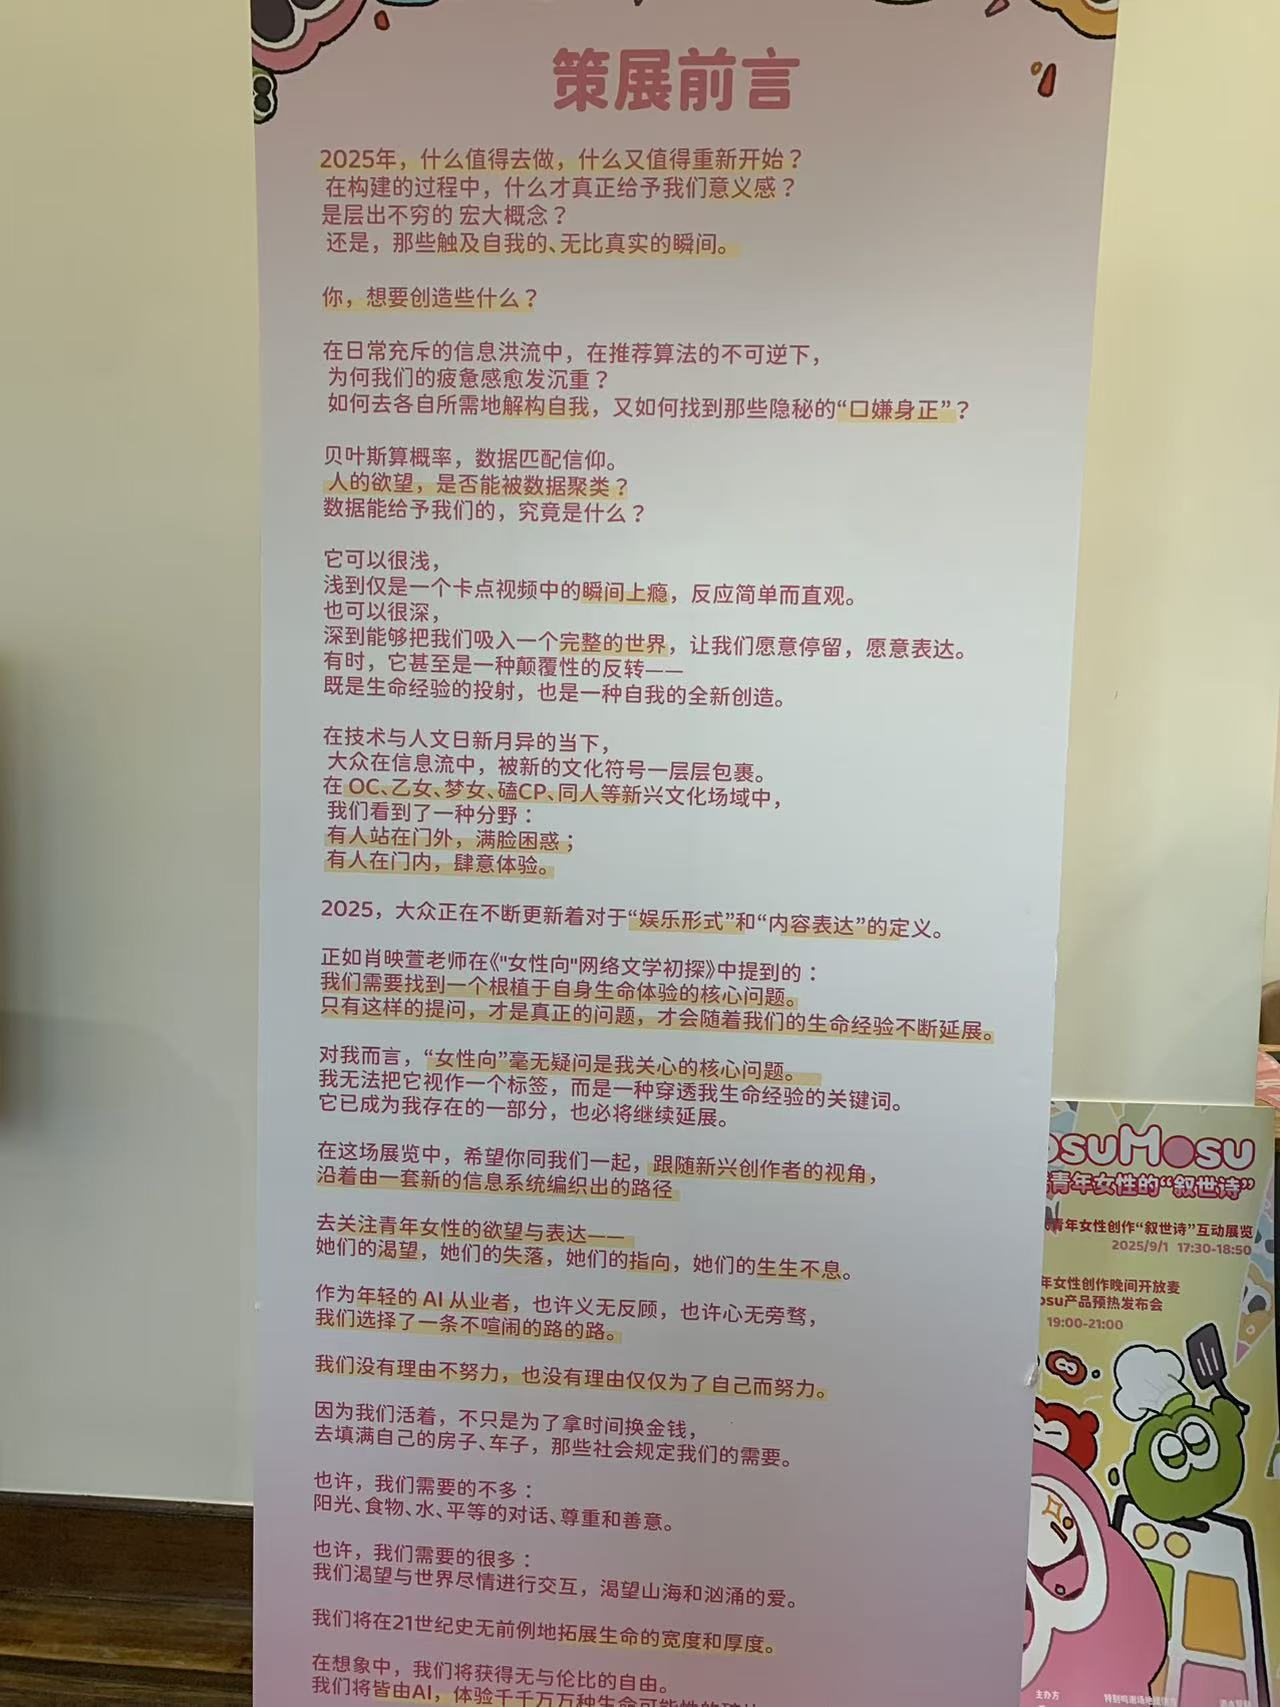 策展前言
2025年，什么值得去做，什么又值得重新开始？
在构建的过程中，什么才真正给予我们意义感？
是层出不穷的 宏大概念？
还是，那些触及自我的、无比真实的瞬间。
你，想要创造些什么？
在日常充斥的信息洪流中，在推荐算法的不可逆下，
为何我们的疲惫感愈发沉重？
如何去各自所需地解构自我，又如何找到那些隐秘的“口嫌身正”？
贝叶斯算概率，数据匹配信仰。
人的欲望，是否能被数据聚类？
数据能给予我们的，究竟是什么？
它可以很浅，
浅到仅是一个卡点视频中的瞬间上瘾，反应简单而直观。
也可以很深，
深到能够把我们吸入一个完整的世界，让我们愿意停留，愿意表达。
有时，它甚至是一种颠覆性的反转——
既是生命经验的投射，也是一种自我的全新创造。
在技术与人文日新月异的当下，
大众在信息流中，被新的文化符号一层层包裹。
在 OC、乙女、梦女、磕CP、同人等新兴文化场域中，
我们看到了一种分野：
有人站在门外，满脸困惑；
有人在门内，肆意体验。
2025，大众正在不断更新着对于“娱乐形式”和“内容表达”的定义。
正如肖映萱老师在《"女性向"网络文学初探》中提到的：
我们需要找到一个根植于自身生命体验的核心问题。
只有这样的提问，才是真正的问题，才会随着我们的生命经验不断延展。
对我而言，“女性向”毫无疑问是我关心的核心问题。
我无法把它视作一个标签，而是一种穿透我生命经验的关键词。
它已成为我存在的一部分，也必将继续延展。
在这场展览中，希望你同我们一起，跟随新兴创作者的视角，
沿着由一套新的信息系统编织出的路径
去关注青年女性的欲望与表达——
她们的渴望，她们的失落，她们的指向，她们的生生不息。
作为年轻的 AI 从业者，也许义无反顾，也许心无旁骛，
我们选择了一条不喧闹的路的路。
我们没有理由不努力，也没有理由仅仅为了自己而努力。
因为我们活着，不只是为了拿时间换金钱，
去填满自己的房子、车子，那些社会规定我们的需要。
也许，我们需要的不多：
阳光、食物、水、平等的对话、尊重和善意。
也许，我们需要的很多：
我们渴望与世界尽情进行交互，渴望山海和汹涌的爱。
我们将在21世纪史无前例地拓展生命的宽度和厚度。
在想象中，我们将获得无与伦比的自由。
我们将皆由AI，体验千千万万种生命可能性的
osuMosu
青年女性的“叙世诗”
青年女性创作“叙世诗”互动展览
2025/9/1 17:30-18:50
年女性创作晚间开放麦
osu产品预热发布会
19:00-21:00
主办方